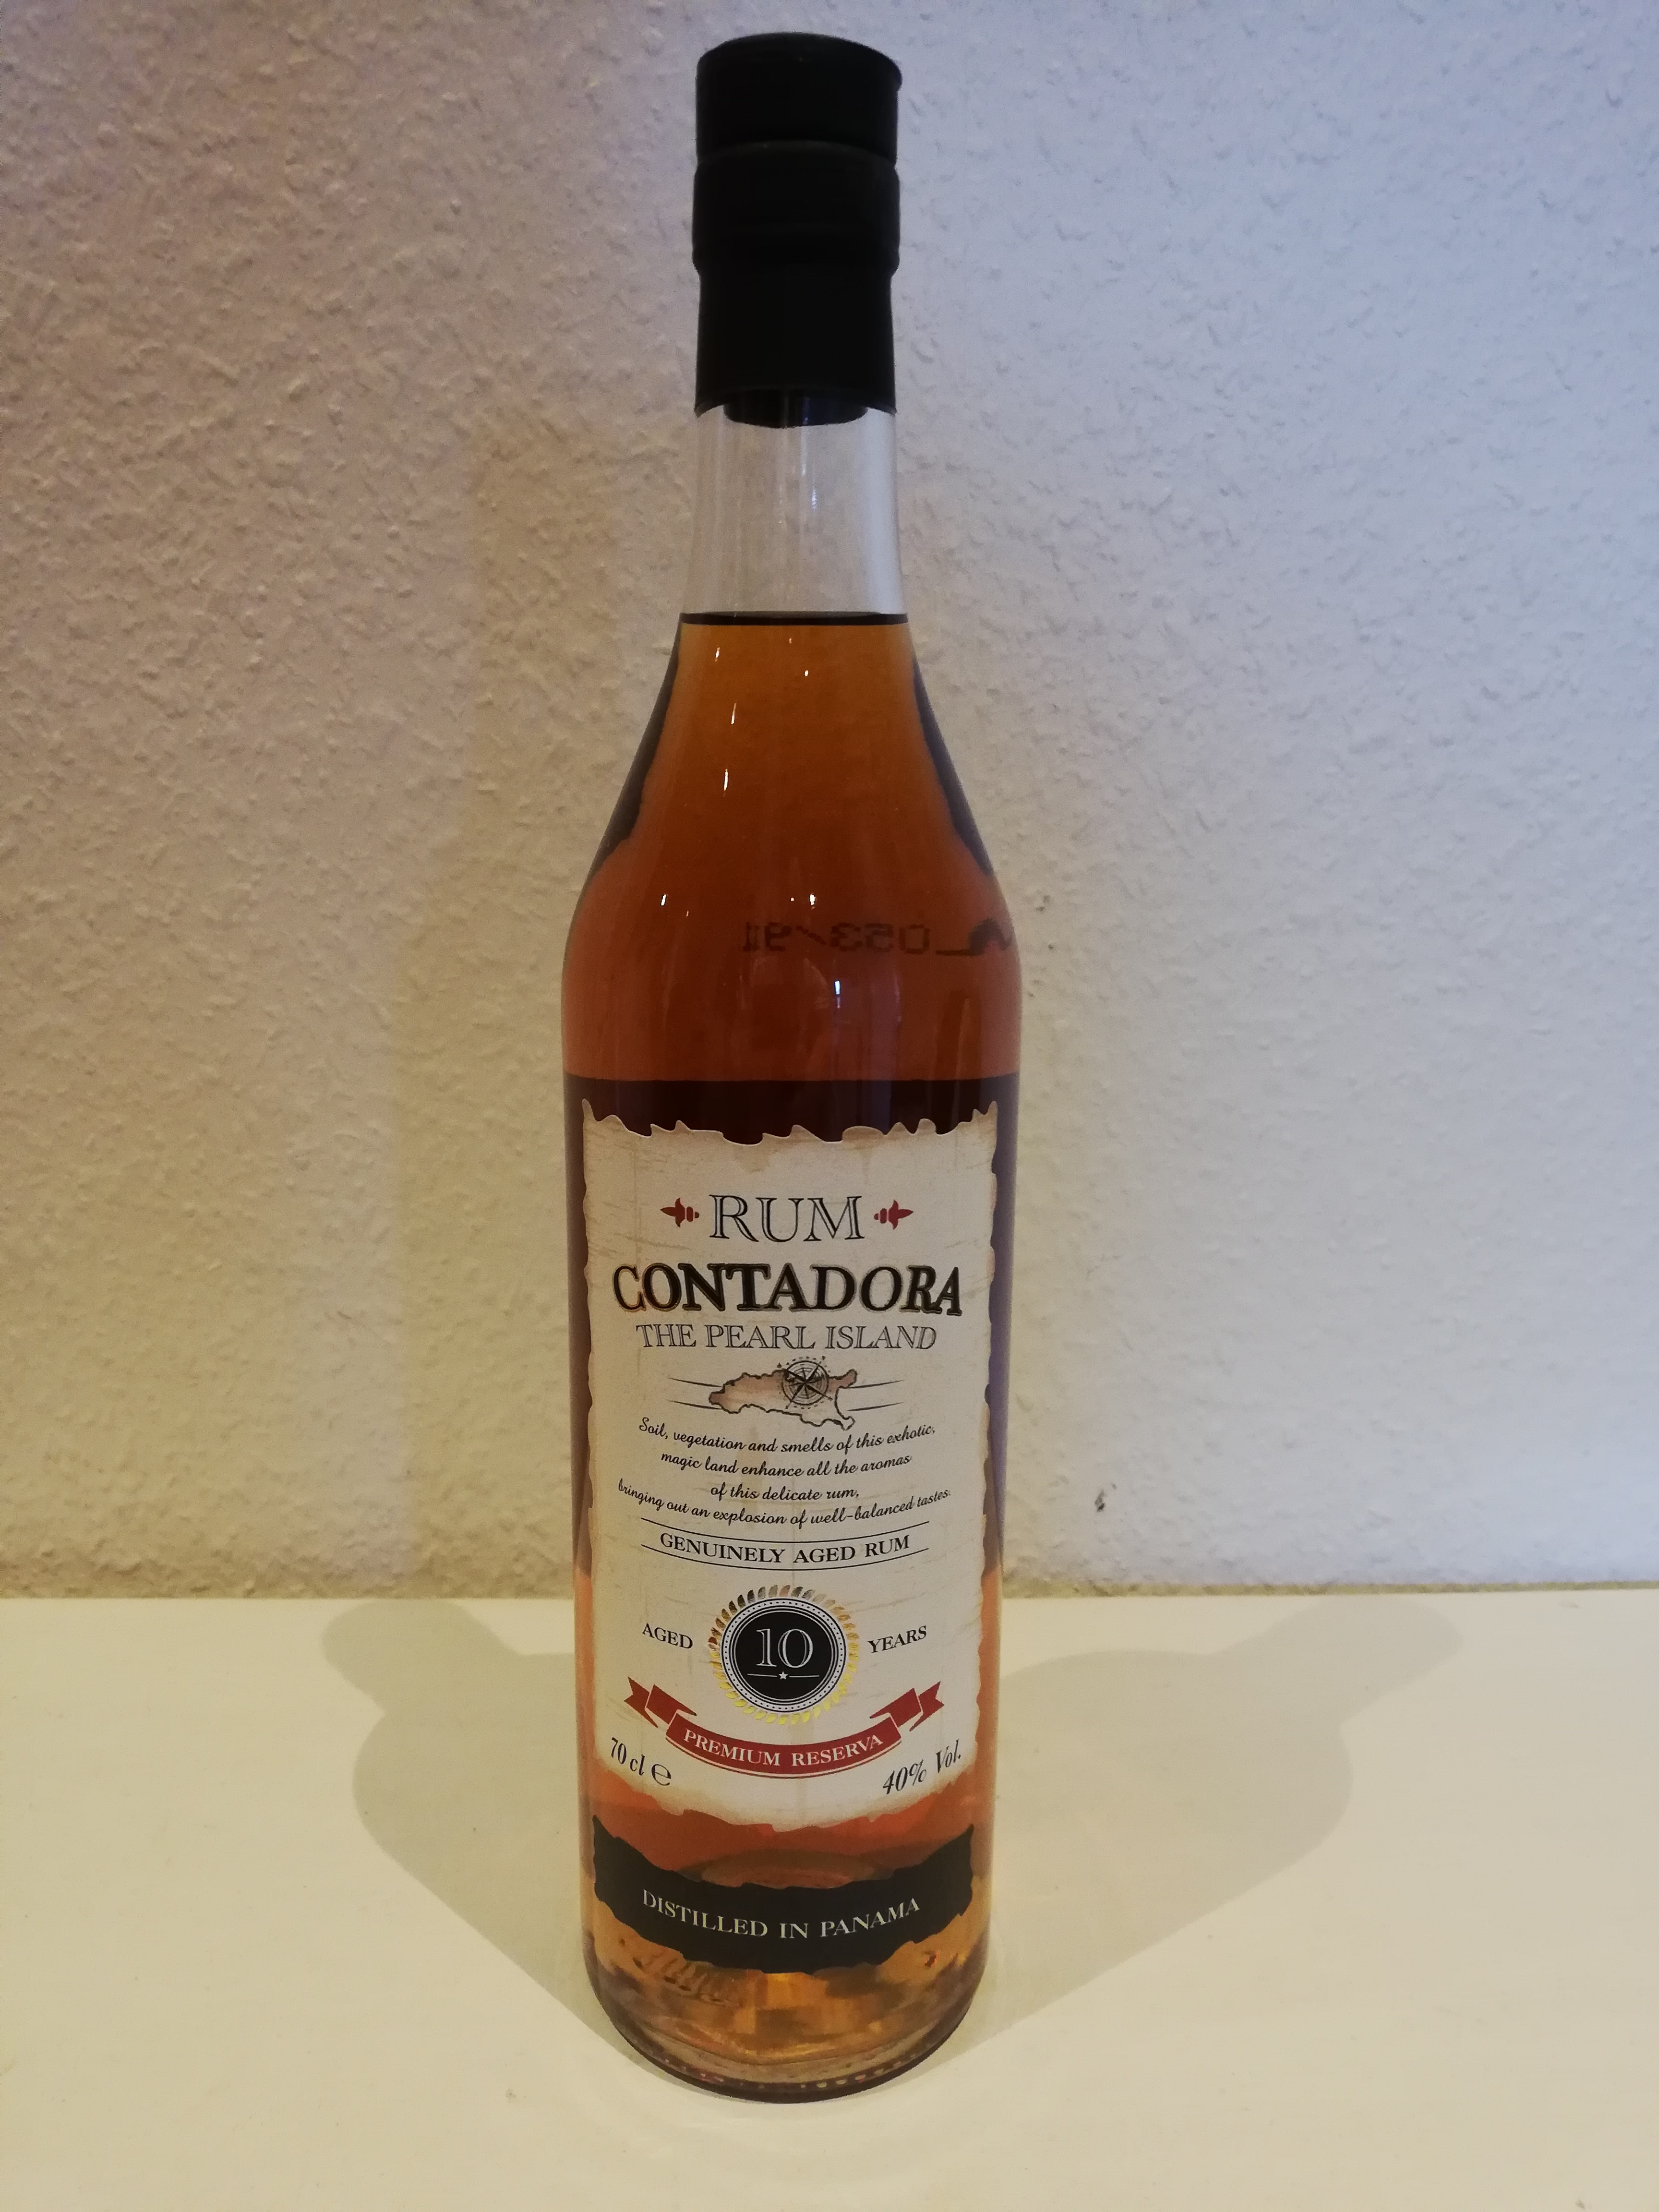 RUM
CONTADORA
THE PEARL ISLAND
Soil, vegetation and smells of this exhotic,
magic land enhance all the aromas
of this delicate rum,
bringing out an explosion of well-balanced tastes.
GENUINELY AGED RUM
AGED 10 YEARS
PREMIUM RESERVA
70 cl ℮ 40% Vol.
DISTILLED IN PANAMA